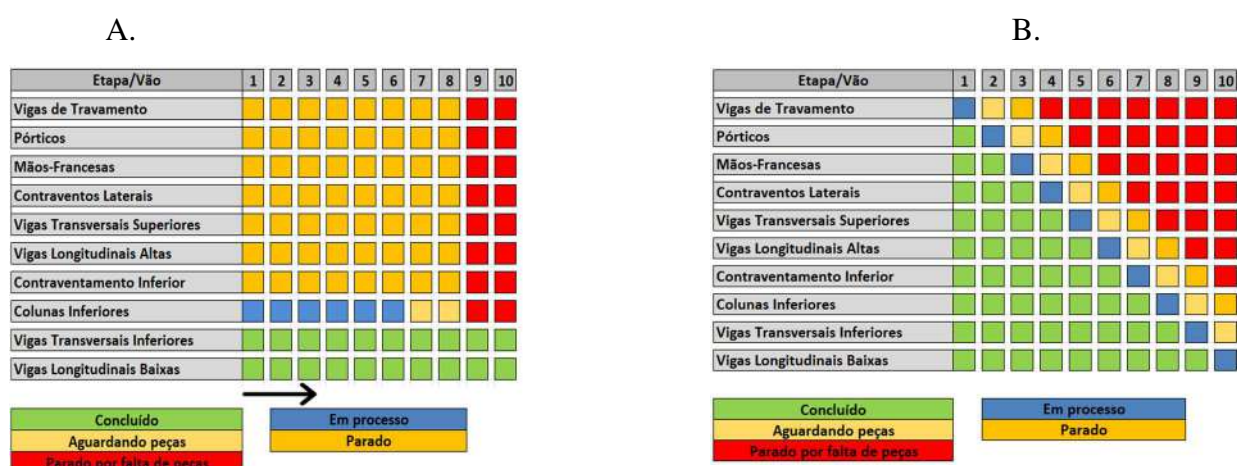 A.
Etapa/Vão 1 2 3 4 5 6 7 8 9 10
Vigas de Travamento
Pórticos
Mãos-Francesas
Contraventos Laterais
Vigas Transversais Superiores
Vigas Longitudinais Altas
Contraventamento Inferior
Colunas Inferiores
Vigas Transversais Inferiores
Vigas Longitudinais Baixas
Concluído Em processo
Aguardando peças Parado
Parado por falta de peças
B.
Etapa/Vão 1 2 3 4 5 6 7 8 9 10
Vigas de Travamento
Pórticos
Mãos-Francesas
Contraventos Laterais
Vigas Transversais Superiores
Vigas Longitudinais Altas
Contraventamento Inferior
Colunas Inferiores
Vigas Transversais Inferiores
Vigas Longitudinais Baixas
Concluído Em processo
Aguardando peças Parado
Parado por falta de peças